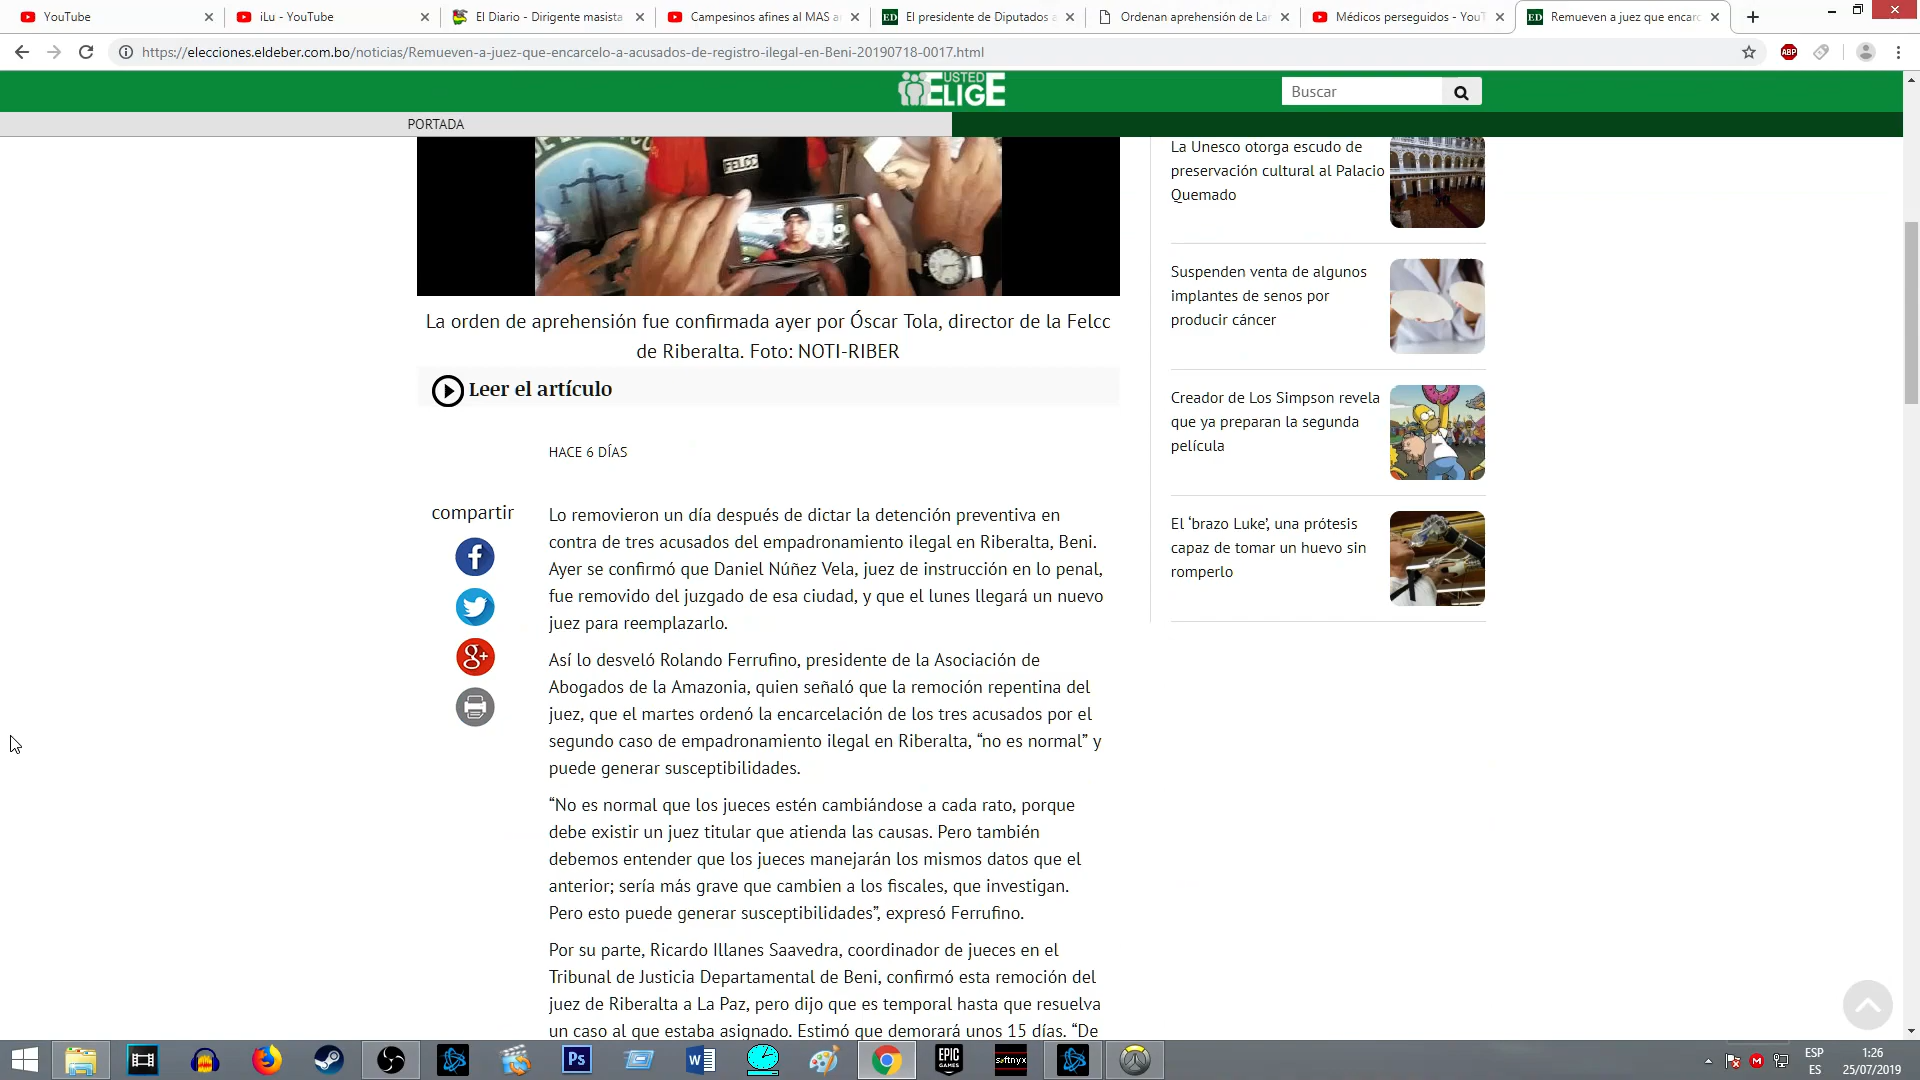 YouTube
iLu - YouTube
El Diario - Dirigente masista
Campesinos afines al MAS a
El presidente de Diputados a
Ordenan aprehensión de Lar
Médicos perseguidos - YouT
Remueven a juez que encarc
https://elecciones.eldeber.com.bo/noticias/Remueven-a-juez-que-encarcelo-a-acusados-de-registro-ilegal-en-Beni-20190718-0017.html
ABP
USTED
ELIGE
Buscar
PORTADA
FELCC
La orden de aprehensión fue confirmada ayer por Óscar Tola, director de la Felcc
de Riberalta. Foto: NOTI-RIBER
Leer el artículo
HACE 6 DÍAS
compartir
Lo removieron un día después de dictar la detención preventiva en
contra de tres acusados del empadronamiento ilegal en Riberalta, Beni.
Ayer se confirmó que Daniel Núñez Vela, juez de instrucción en lo penal,
fue removido del juzgado de esa ciudad, y que el lunes llegará un nuevo
juez para reemplazarlo.
Así lo desveló Rolando Ferrufino, presidente de la Asociación de
Abogados de la Amazonia, quien señaló que la remoción repentina del
juez, que el martes ordenó la encarcelación de los tres acusados por el
segundo caso de empadronamiento ilegal en Riberalta, “no es normal” y
puede generar susceptibilidades.
“No es normal que los jueces estén cambiándose a cada rato, porque
debe existir un juez titular que atienda las causas. Pero también
debemos entender que los jueces manejarán los mismos datos que el
anterior; sería más grave que cambien a los fiscales, que investigan.
Pero esto puede generar susceptibilidades”, expresó Ferrufino.
Por su parte, Ricardo Illanes Saavedra, coordinador de jueces en el
Tribunal de Justicia Departamental de Beni, confirmó esta remoción del
juez de Riberalta a La Paz, pero dijo que es temporal hasta que resuelva
un caso al que estaba asignado. Estimó que demorará unos 15 días. “De
La Unesco otorga escudo de
preservación cultural al Palacio
Quemado
Suspenden venta de algunos
implantes de senos por
producir cáncer
Creador de Los Simpson revela
que ya preparan la segunda
película
El ‘brazo Luke’, una prótesis
capaz de tomar un huevo sin
romperlo
Ps
W
EPIC
GAMES
softnyx
ESP
ES
1:26
25/07/2019